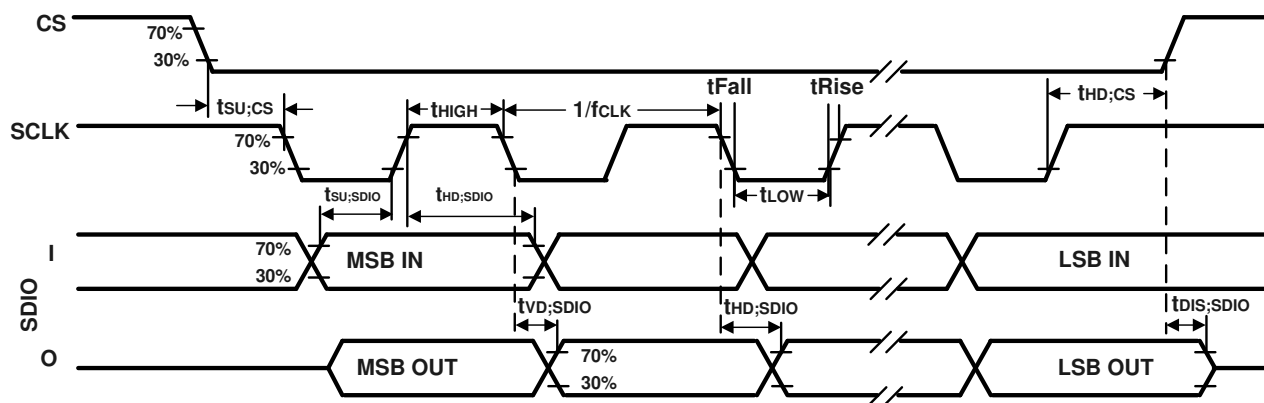 CS
70%
30%
tFall
tRise
tSU;CS
tHIGH
1/fCLK
tHD;CS
SCLK
70%
30%
tLOW
tSU;SDIO
tHD;SDIO
SDIO
I
70%
30%
MSB IN
LSB IN
tVD;SDIO
tHD;SDIO
tDIS;SDIO
O
MSB OUT
70%
30%
LSB OUT